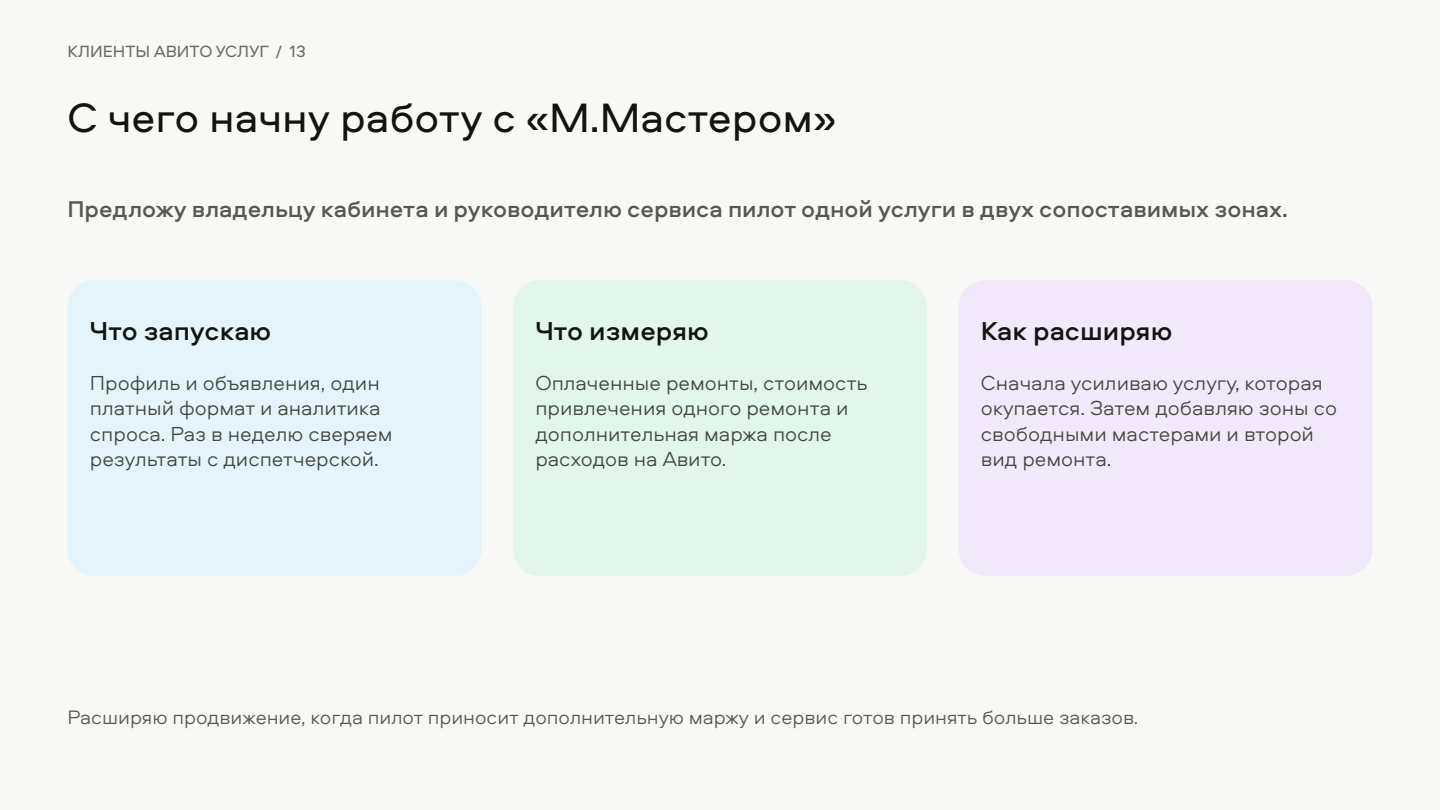 КЛИЕНТЫ АВИТО УСЛУГ / 13
С чего начну работу с «М.Мастером»
Предложу владельцу кабинета и руководителю сервиса пилот одной услуги в двух сопоставимых зонах.
Что запускаю
Профиль и объявления, один
платный формат и аналитика
спроса. Раз в неделю сверяем
результаты с диспетчерской.
Что измеряю
Оплаченные ремонты, стоимость
привлечения одного ремонта и
дополнительная маржа после
расходов на Авито.
Как расширяю
Сначала усиливаю услугу, которая
окупается. Затем добавляю зоны со
свободными мастерами и второй
вид ремонта.
Расширяю продвижение, когда пилот приносит дополнительную маржу и сервис готов принять больше заказов.